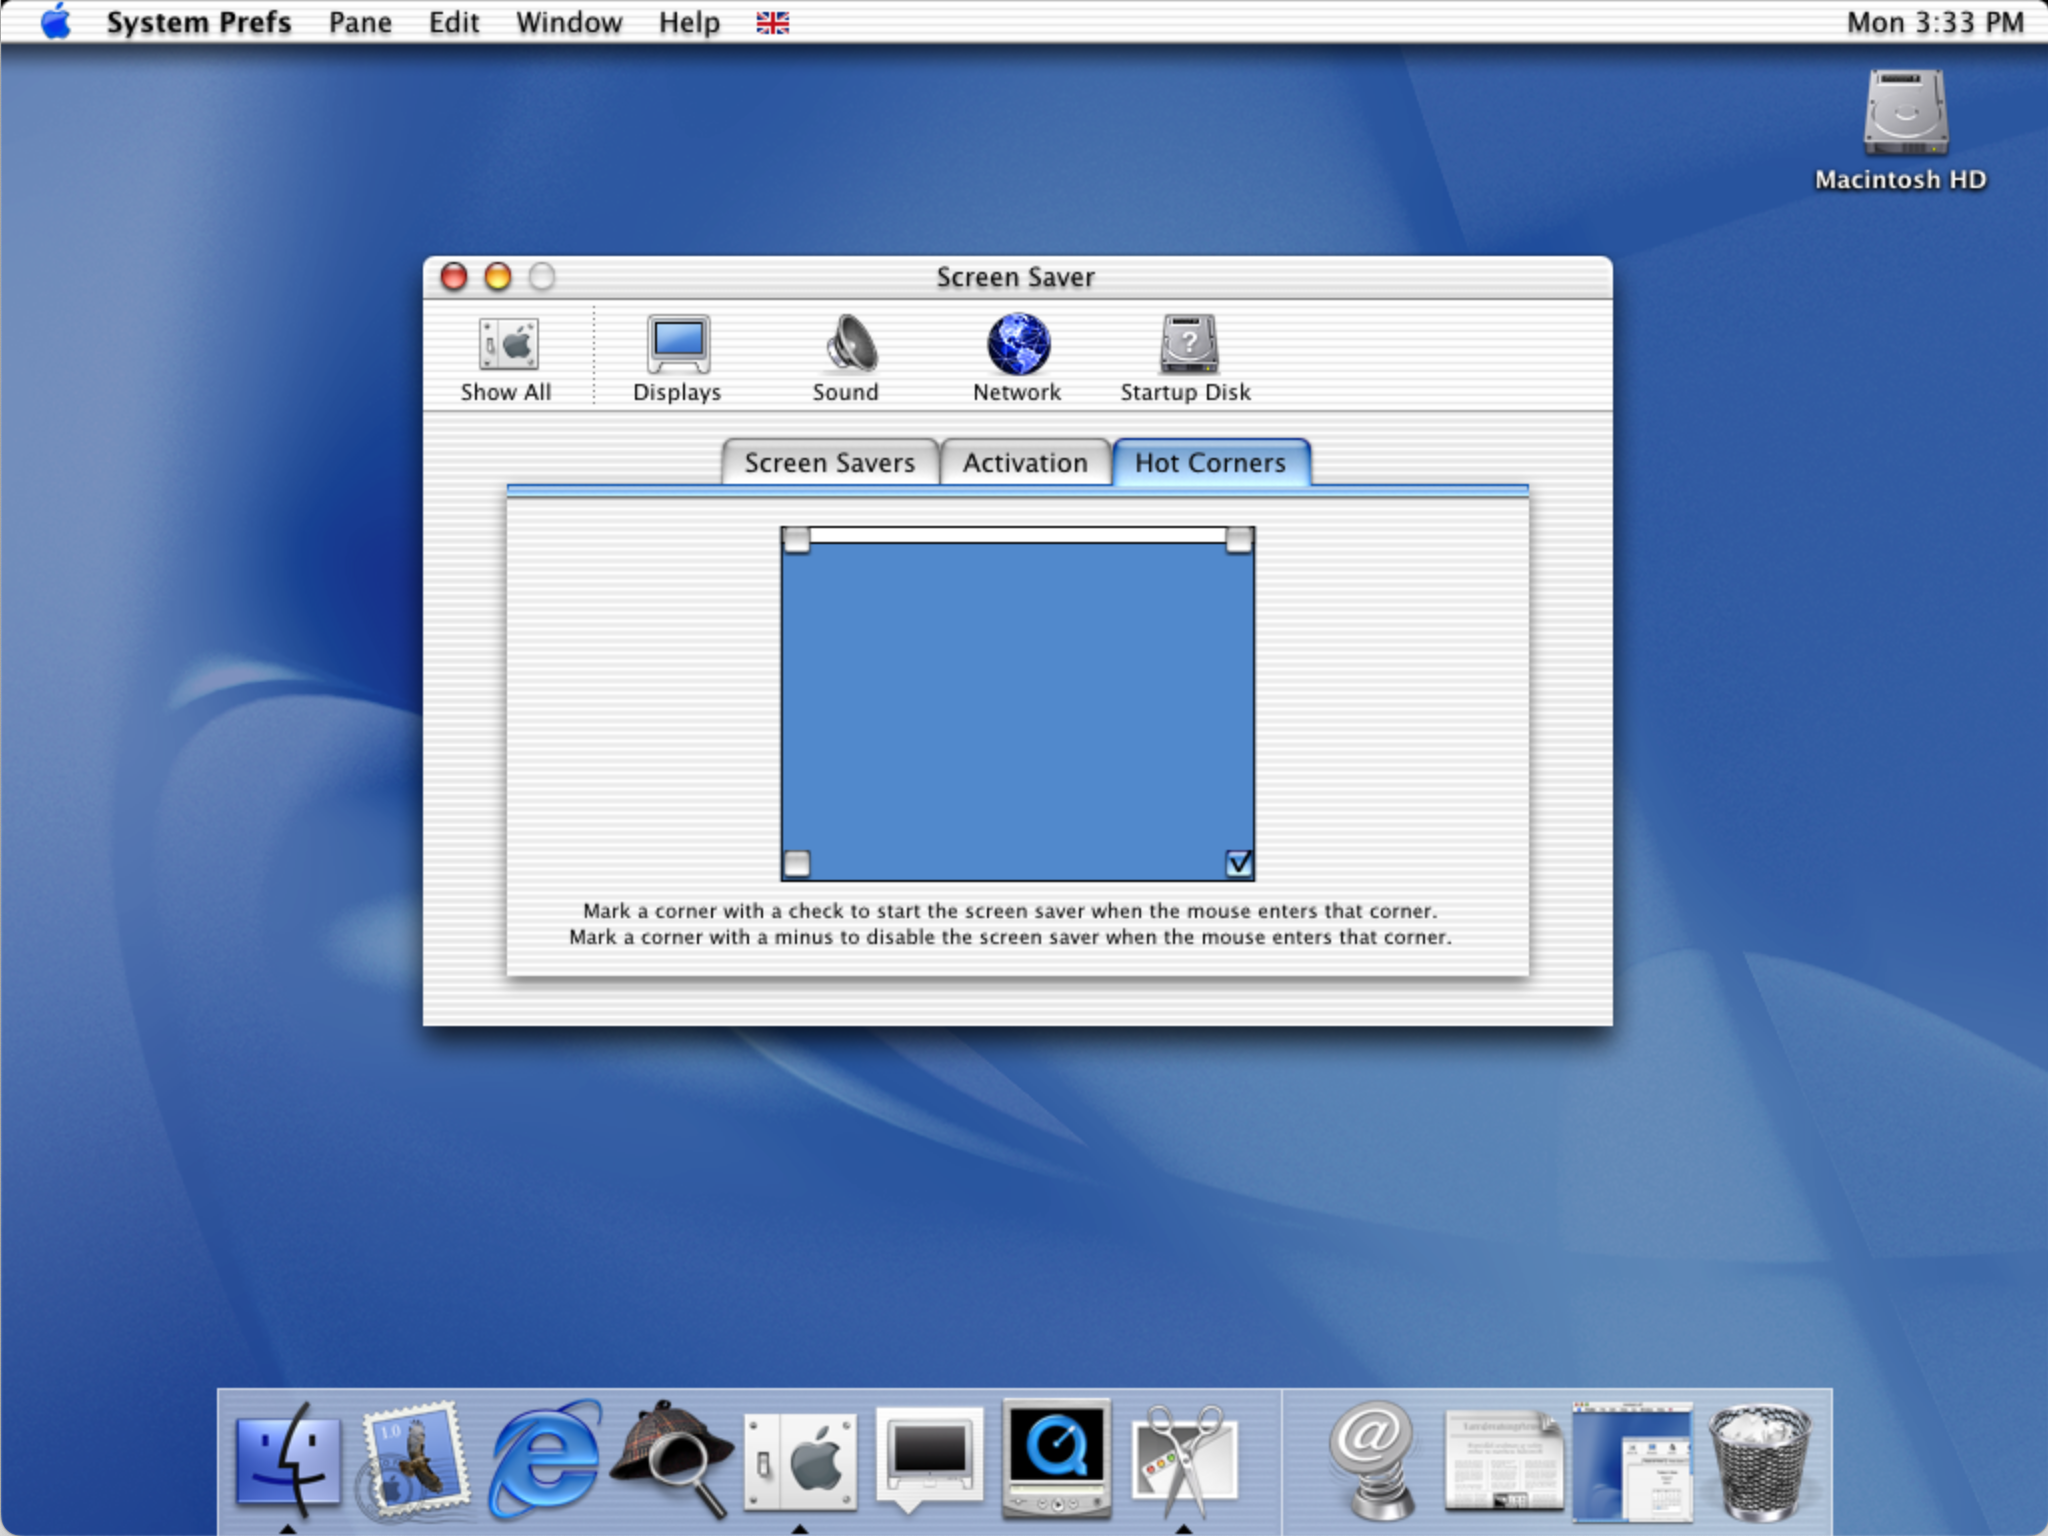 System Prefs Pane Edit Window Help Mon 3:33 PM
Macintosh HD
Screen Saver
Show All Displays Sound Network Startup Disk
Screen Savers Activation Hot Corners
Mark a corner with a check to start the screen saver when the mouse enters that corner.
Mark a corner with a minus to disable the screen saver when the mouse enters that corner.
1.0